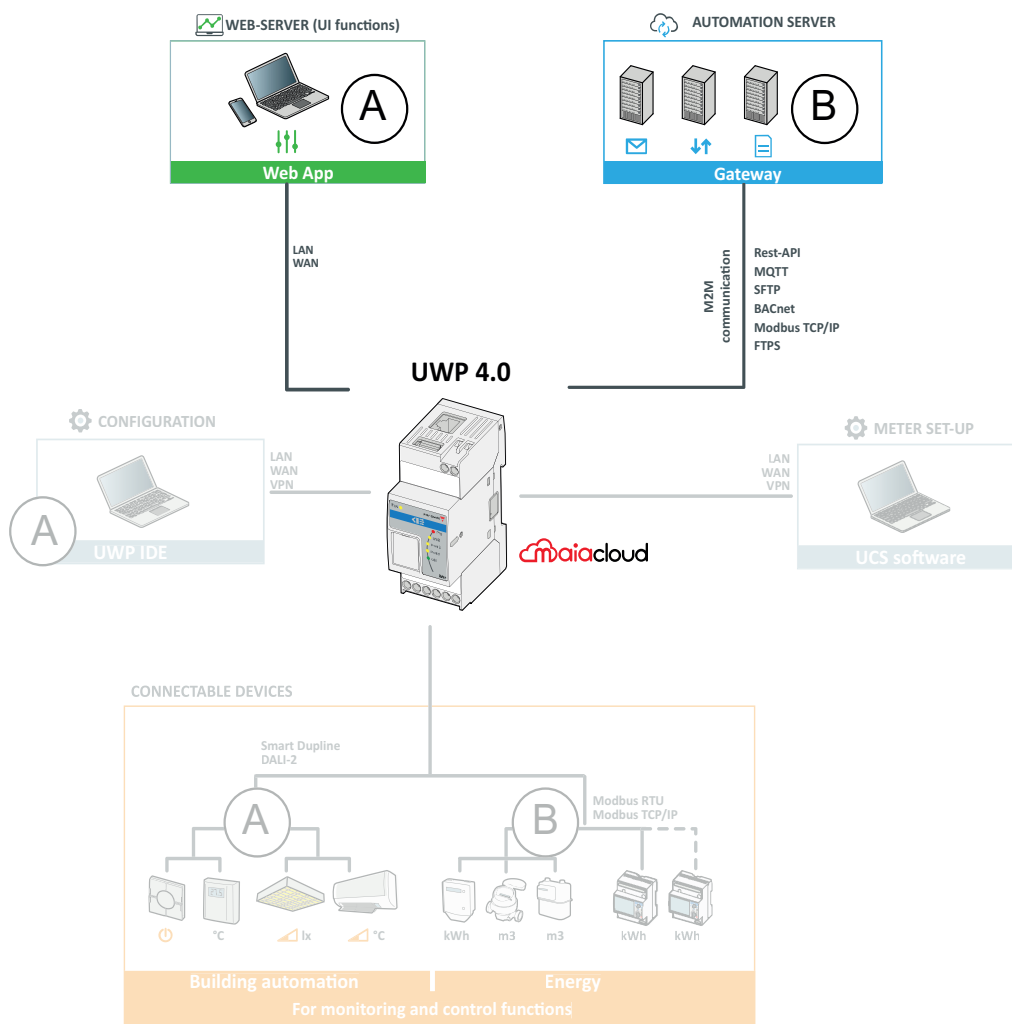 WEB-SERVER (UI functions)
AUTOMATION SERVER
A
B
Web App
Gateway
LAN
WAN
M2M
communication
Rest-API
MQTT
SFTP
BACnet
Modbus TCP/IP
FTPS
UWP 4.0
CONFIGURATION
METER SET-UP
LAN
WAN
VPN
LAN
WAN
VPN
A
UWP IDE
maiacloud
UCS software
CONNECTABLE DEVICES
Smart Dupline
DALI-2
Modbus RTU
Modbus TCP/IP
A
B
°C
lx
°C
kWh
m3
m3
kWh
kWh
Building automation
Energy
For monitoring and control functions